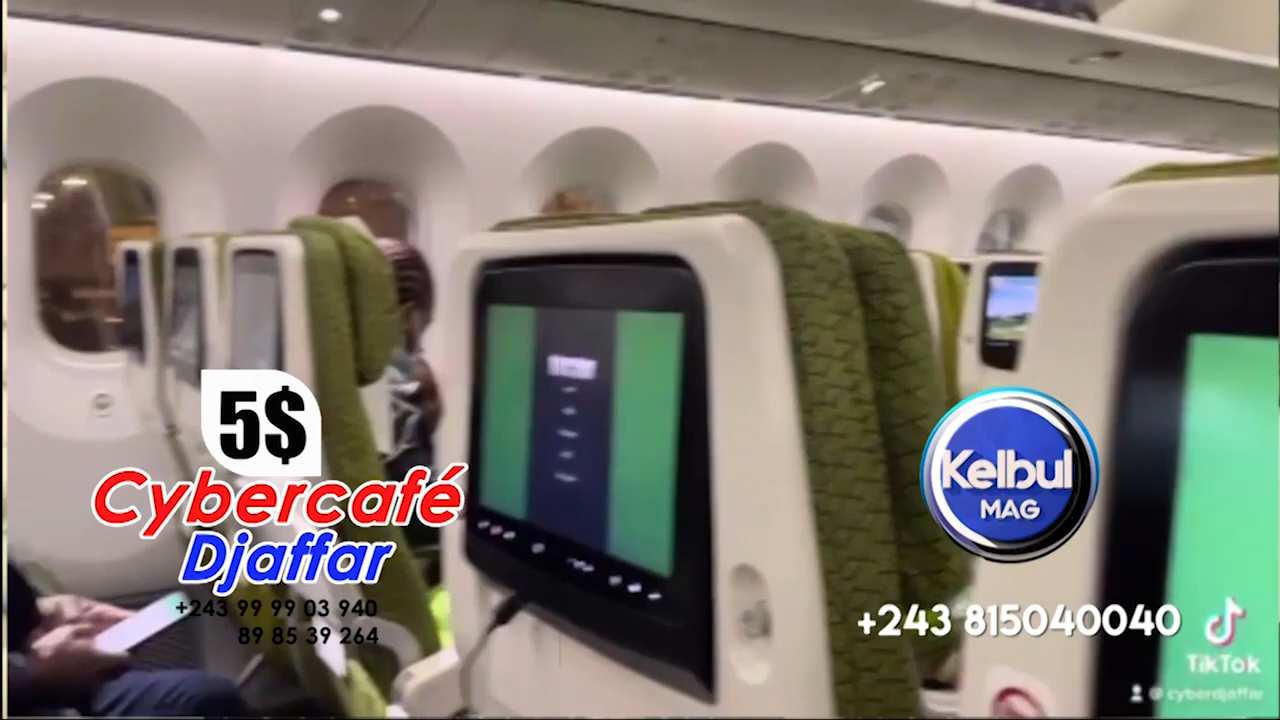 5$
Cybercafé
Djaffar
+243 99 99 03 940
89 85 39 264
Kelbul
MAG
+243 815040040
TikTok
@ cyberdjaffar